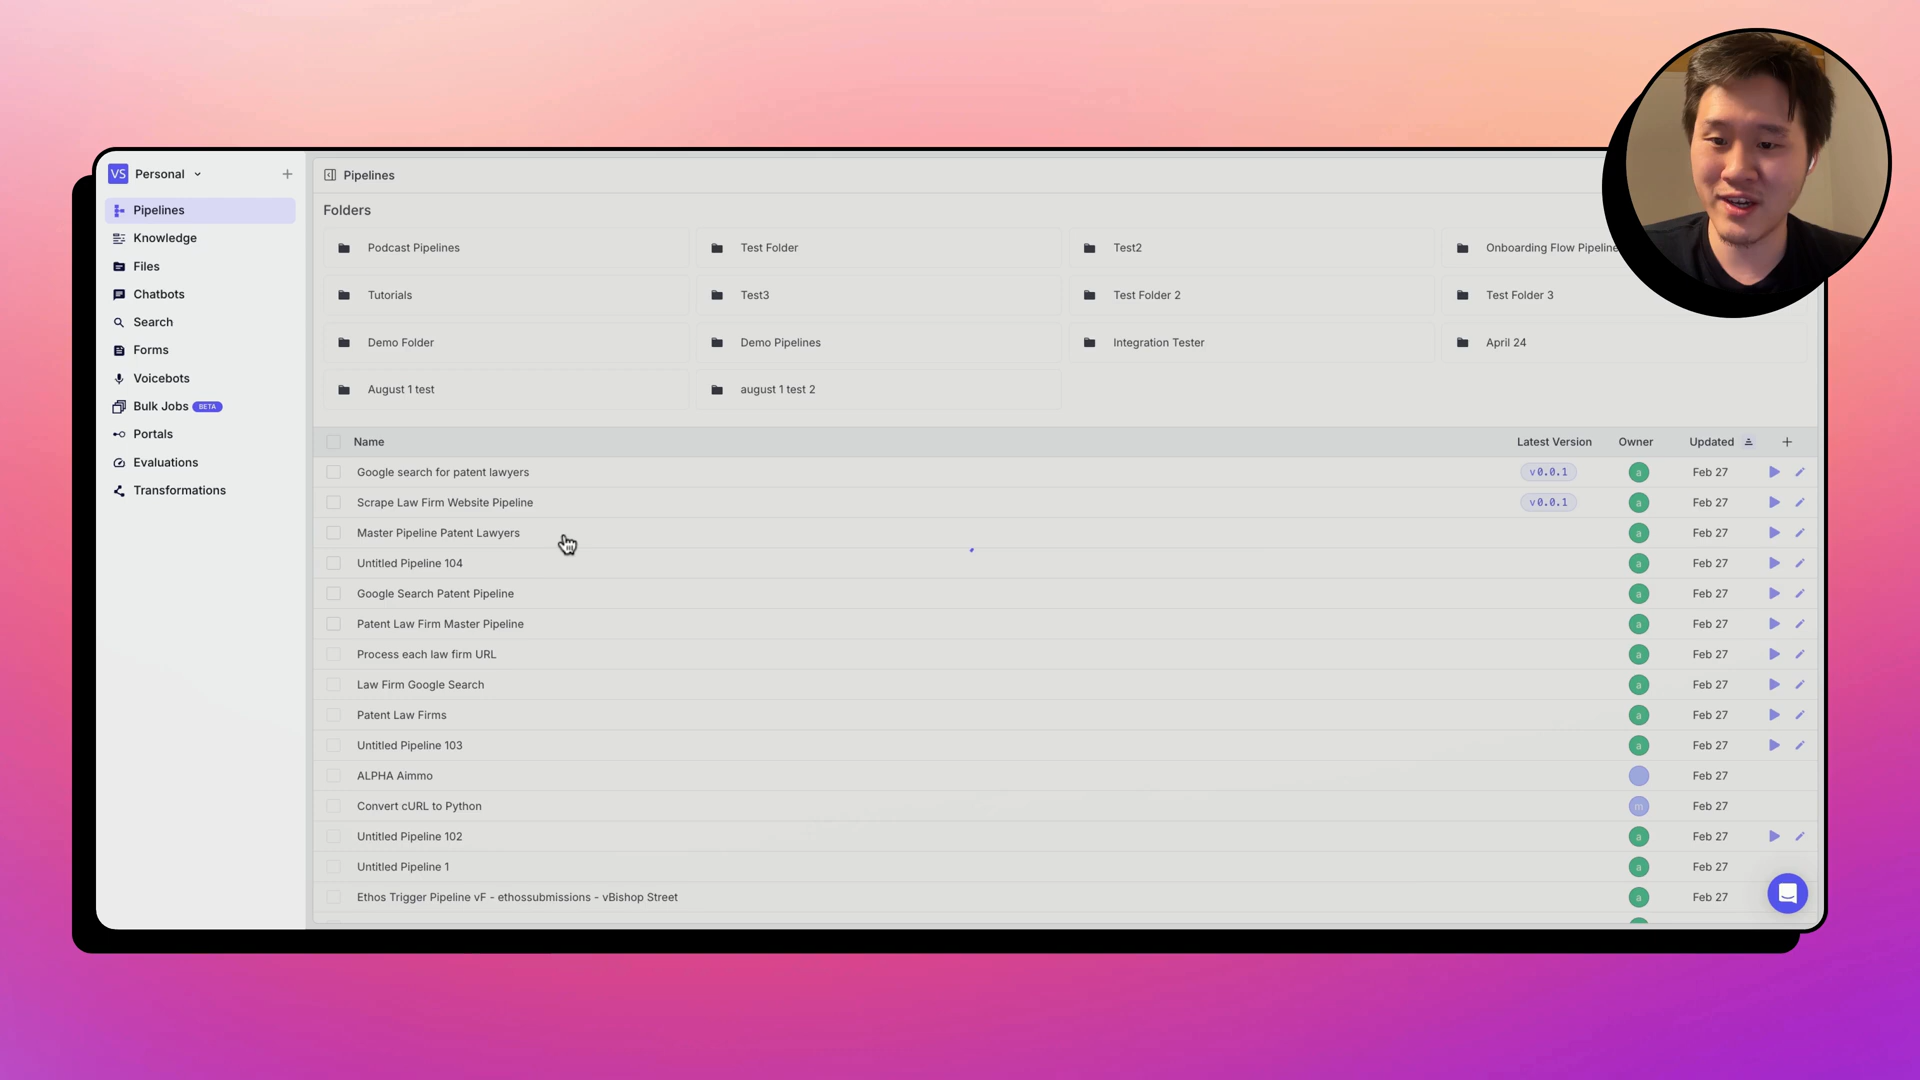 VS Personal
Pipelines
Knowledge
Files
Chatbots
Search
Forms
Voicebots
Bulk Jobs BETA
Portals
Evaluations
Transformations
Pipelines
Folders
Podcast Pipelines Test Folder Test2 Onboarding Flow Pipeline
Tutorials Test3 Test Folder 2 Test Folder 3
Demo Folder Demo Pipelines Integration Tester April 24
August 1 test august 1 test 2
Name Latest Version Owner Updated
Google search for patent lawyers v0.0.1 a Feb 27
Scrape Law Firm Website Pipeline v0.0.1 a Feb 27
Master Pipeline Patent Lawyers a Feb 27
Untitled Pipeline 104 a Feb 27
Google Search Patent Pipeline a Feb 27
Patent Law Firm Master Pipeline a Feb 27
Process each law firm URL a Feb 27
Law Firm Google Search a Feb 27
Patent Law Firms a Feb 27
Untitled Pipeline 103 a Feb 27
ALPHA Aimmo Feb 27
Convert cURL to Python m Feb 27
Untitled Pipeline 102 a Feb 27
Untitled Pipeline 1 a Feb 27
Ethos Trigger Pipeline vF - ethossubmissions - vBishop Street a Feb 27